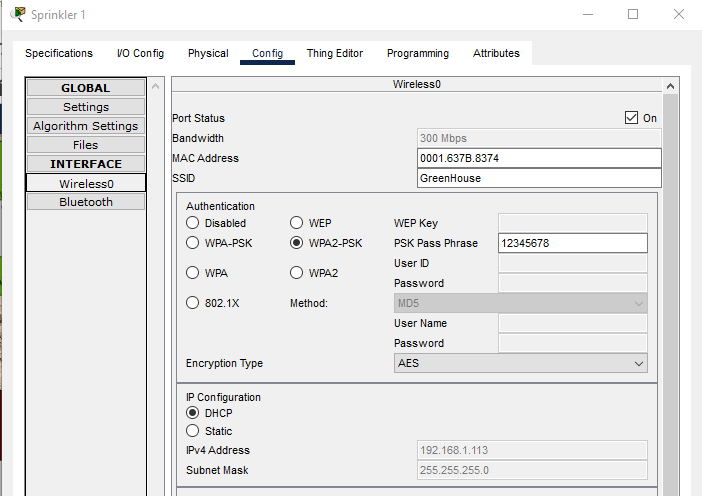 Sprinkler 1
Specifications I/O Config Physical Config Thing Editor Programming Attributes
GLOBAL
Settings
Algorithm Settings
Files
INTERFACE
Wireless0
Bluetooth
Wireless0
Port Status On
Bandwidth 300 Mbps
MAC Address 0001.637B.8374
SSID GreenHouse
Authentication
Disabled WEP WEP Key
WPA-PSK WPA2-PSK PSK Pass Phrase 12345678
User ID
WPA WPA2 Password
802.1X Method: MD5
User Name
Password
Encryption Type AES
IP Configuration
DHCP
Static
IPv4 Address 192.168.1.113
Subnet Mask 255.255.255.0